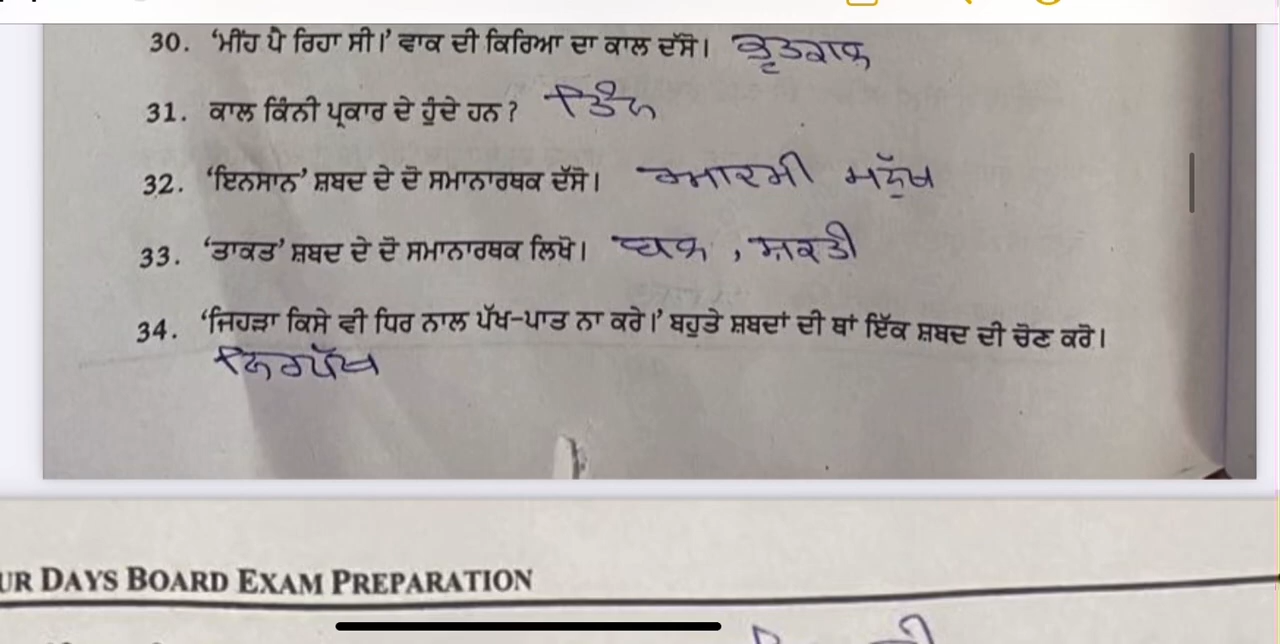 30. 'ਮੀਂਹ ਪੈ ਰਿਹਾ ਸੀ।' ਵਾਕ ਦੀ ਕਿਰਿਆ ਦਾ ਕਾਲ ਦੱਸੋ। ਭੂਤਕਾਲ
31. ਕਾਲ ਕਿੰਨੀ ਪ੍ਰਕਾਰ ਦੇ ਹੁੰਦੇ ਹਨ? ਤਿੰਨ
32. 'ਇਨਸਾਨ' ਸ਼ਬਦ ਦੇ ਦੋ ਸਮਾਨਾਰਥਕ ਦੱਸੋ। ਆਦਮੀ ਮਨੁੱਖ
33. 'ਤਾਕਤ' ਸ਼ਬਦ ਦੇ ਦੋ ਸਮਾਨਾਰਥਕ ਲਿਖੋ। , ਸ਼ਕਤੀ
34. 'ਜਿਹੜਾ ਕਿਸੇ ਵੀ ਧਿਰ ਨਾਲ ਪੱਖ-ਪਾਤ ਨਾ ਕਰੇ।' ਬਹੁਤੇ ਸ਼ਬਦਾਂ ਦੀ ਥਾਂ ਇੱਕ ਸ਼ਬਦ ਦੀ ਚੋਣ ਕਰੋ।
ਨਿਰਪੱਖ
UR DAYS BOARD EXAM PREPARATION